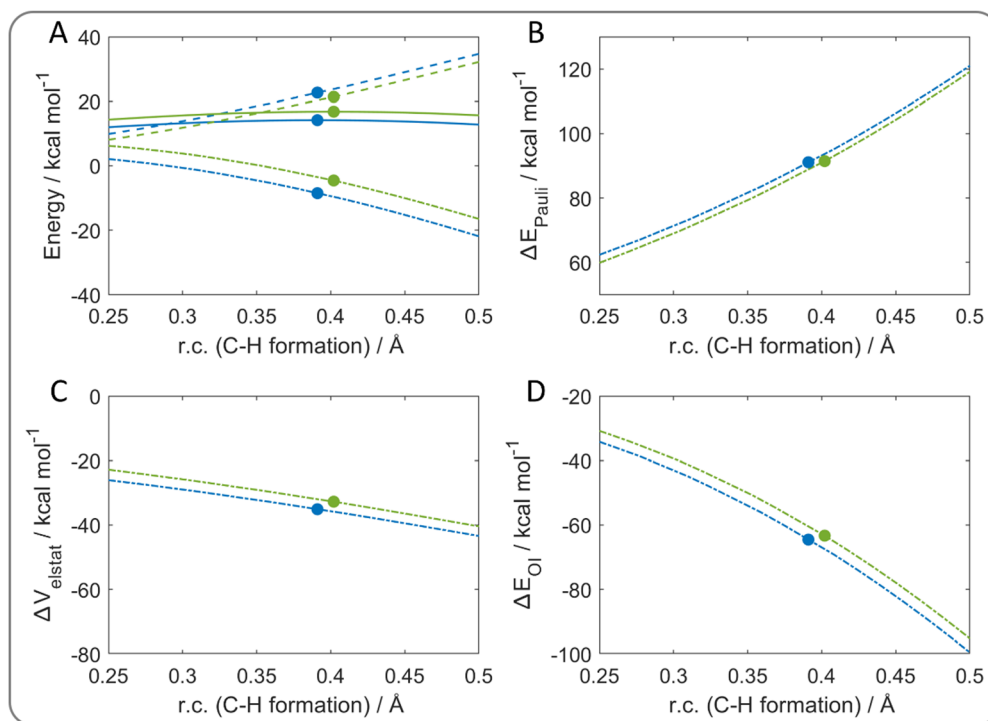 A
Energy / kcal mol⁻¹
40
20
0
-20
-40
0.25 0.3 0.35 0.4 0.45 0.5
r.c. (C-H formation) / Å
B
ΔE_Pauli / kcal mol⁻¹
120
100
80
60
0.25 0.3 0.35 0.4 0.45 0.5
r.c. (C-H formation) / Å
C
ΔV_elstat / kcal mol⁻¹
0
-20
-40
-60
-80
0.25 0.3 0.35 0.4 0.45 0.5
r.c. (C-H formation) / Å
D
ΔE_OI / kcal mol⁻¹
-20
-40
-60
-80
-100
0.25 0.3 0.35 0.4 0.45 0.5
r.c. (C-H formation) / Å